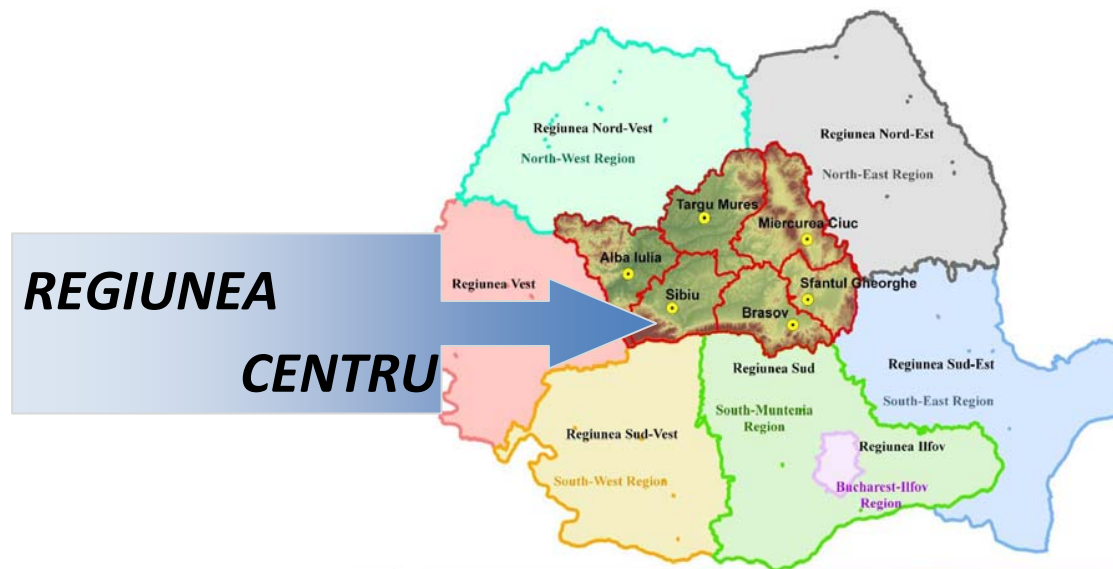 REGIUNEA
CENTRU
Regiunea Nord-Vest
North-West Region
Regiunea Nord-Est
North-East Region
Targu Mures
Miercurea Ciuc
Alba Iulia
Sfantul Gheorghe
Sibiu
Brasov
Regiunea Vest
Regiunea Sud
South-Muntenia
Region
Regiunea Sud-Est
South-East Region
Regiunea Sud-Vest
South-West Region
Regiunea Ilfov
Bucharest-Ilfov
Region